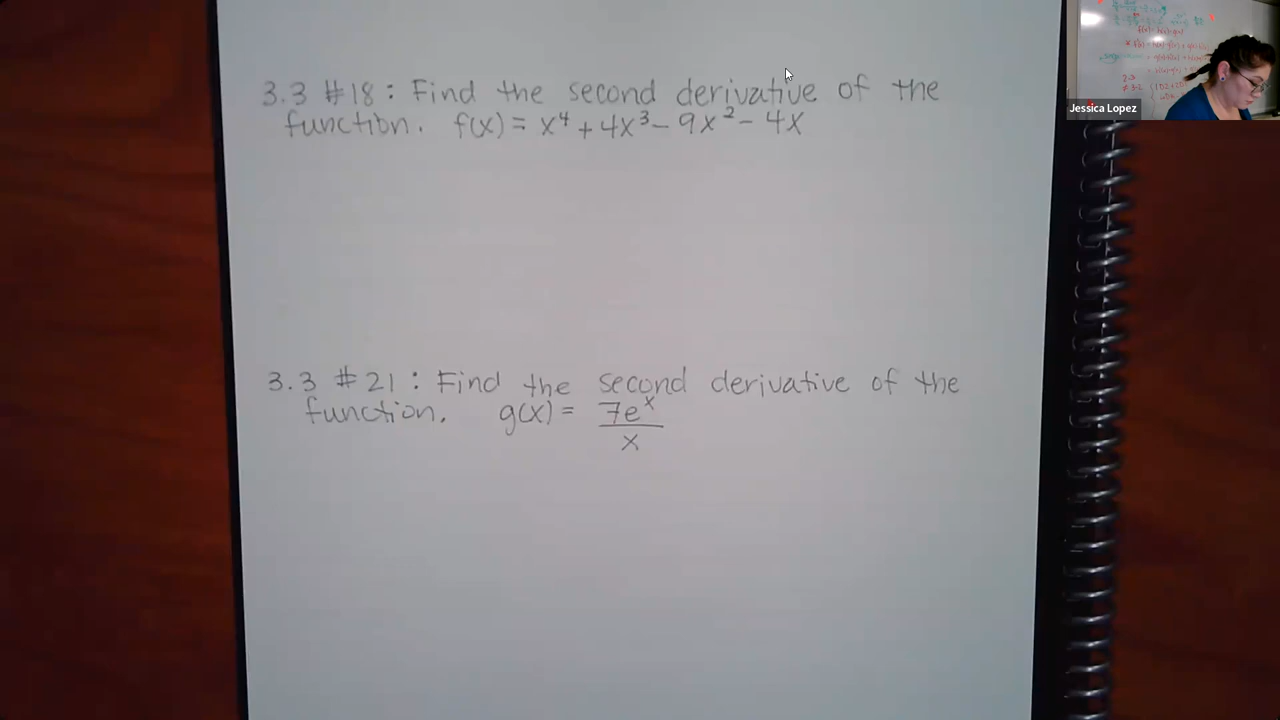 3.3 #18: Find the second derivative of the
function. f(x) = x⁴ + 4x³ - 9x² - 4x
3.3 #21: Find the second derivative of the
function. g(x) = 7eˣ
x
Jessica Lopez